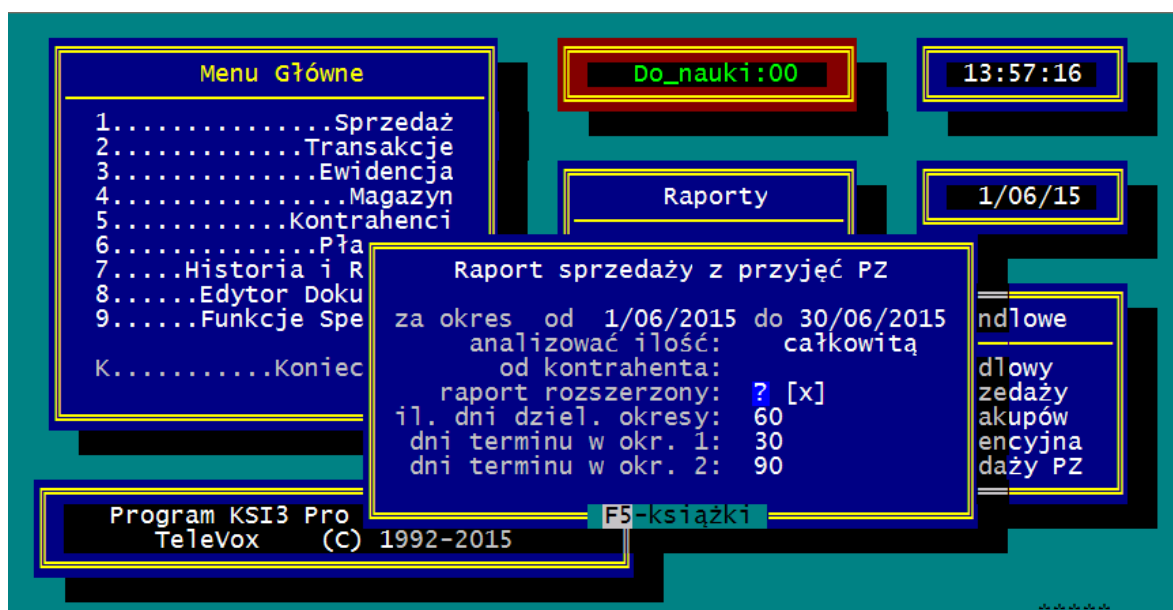 Menu Główne
1...............Sprzedaż
2.............Transakcje
3..............Ewidencja
4................Magazyn
5............Kontrahenci
6..............Pła
7.....Historia i R
8......Edytor Doku
9......Funkcje Spe
K...........Koniec
Do_nauki:00
13:57:16
Raporty
1/06/15
Raport sprzedaży z przyjęć PZ
za okres od 1/06/2015 do 30/06/2015
analizować ilość: całkowitą
od kontrahenta:
raport rozszerzony: ? [x]
il. dni dziel. okresy: 60
dni terminu w okr. 1: 30
dni terminu w okr. 2: 90
F5-książki
ndlowe
dlowy
zedaży
akupów
encyjna
daży PZ
Program KSI3 Pro
TeleVox (C) 1992-2015
*****